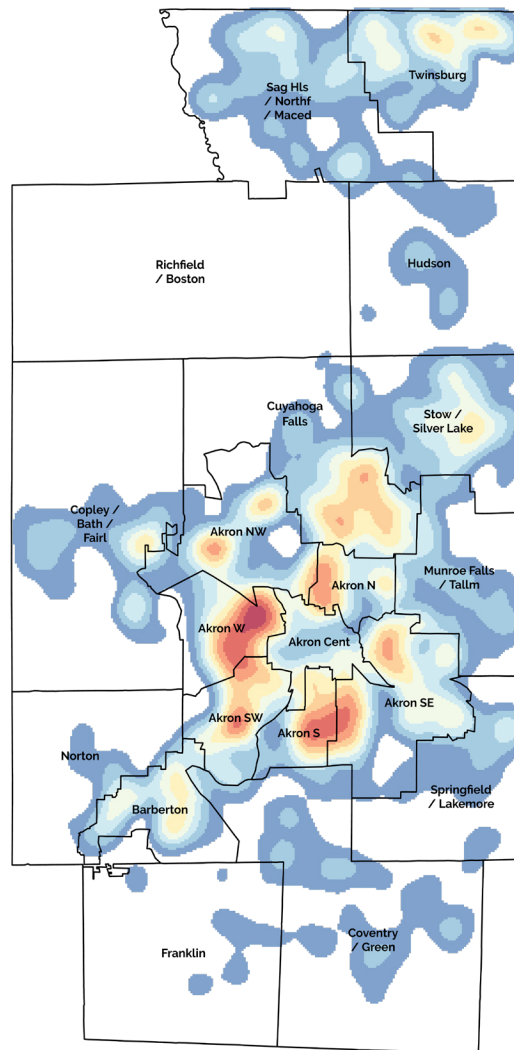 Twinsburg
Sag Hls
/ Northf
/ Maced
Richfield
/ Boston
Hudson
Cuyahoga
Falls
Stow /
Silver Lake
Copley /
Bath /
Fairl
Akron NW
Munroe Falls
/ Tallm
Akron N
Akron W
Akron Cent
Akron SE
Akron SW
Akron S
Norton
Springfield
/ Lakemore
Barberton
Coventry
/ Green
Franklin